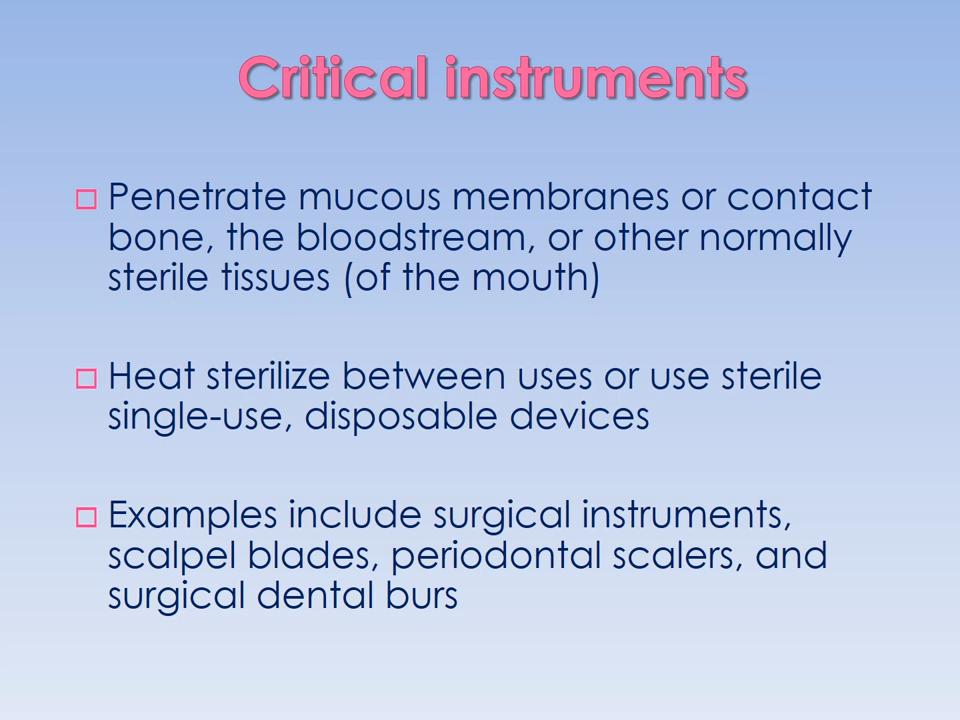 Critical instruments
Penetrate mucous membranes or contact
bone, the bloodstream, or other normally
sterile tissues (of the mouth)
Heat sterilize between uses or use sterile
single-use, disposable devices
Examples include surgical instruments,
scalpel blades, periodontal scalers, and
surgical dental burs